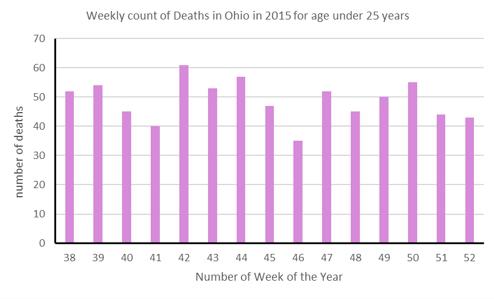 Weekly count of Deaths in Ohio in 2015 for age under 25 years
70
60
50
40
30
20
10
0
number of deaths
38 39 40 41 42 43 44 45 46 47 48 49 50 51 52
Number of Week of the Year